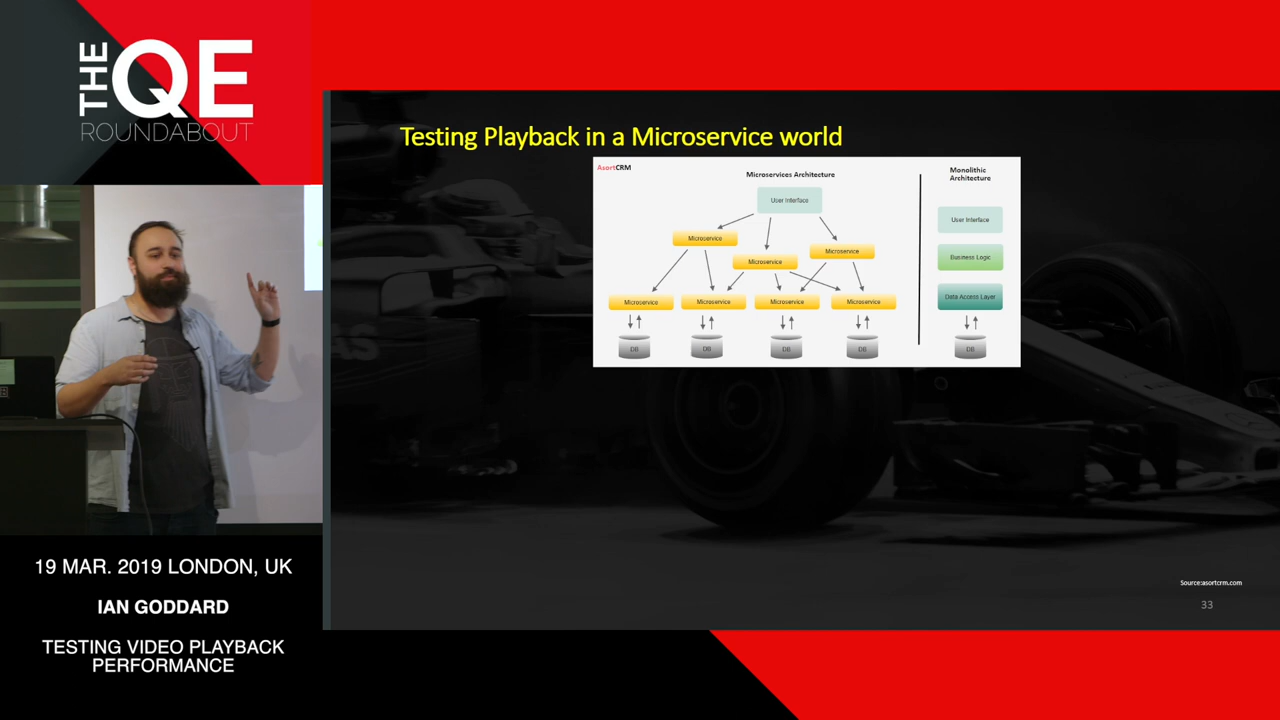 THE
QE
ROUNDABOUT
19 MAR. 2019 LONDON, UK
IAN GODDARD
TESTING VIDEO PLAYBACK
PERFORMANCE
Testing Playback in a Microservice world
AsortCRM
Microservices Architecture
User Interface
Microservice
Microservice
Microservice
Microservice
Microservice
Microservice
Microservice
DB
DB
DB
DB
Monolithic
Architecture
User Interface
Business Logic
Data Access Layer
DB
Source:asortcrm.com
33